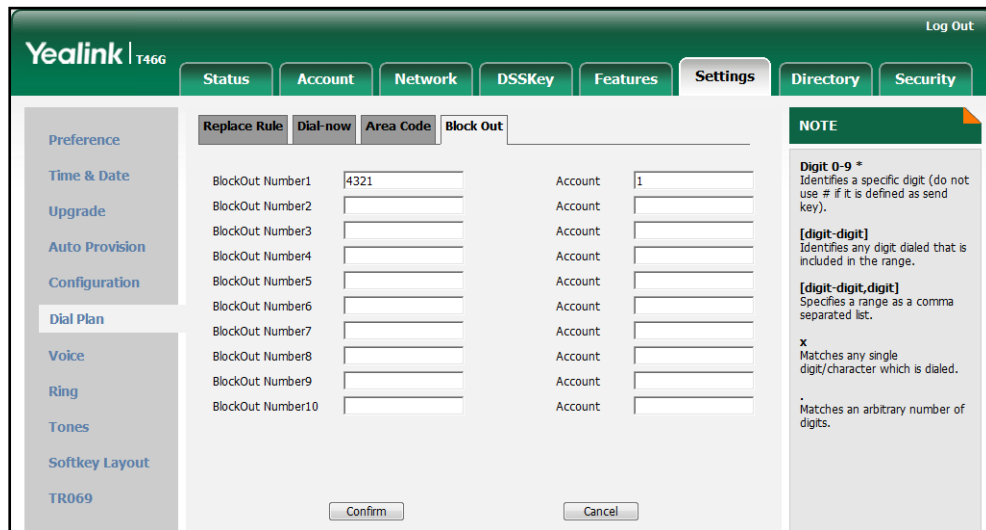 Log Out
Yealink T46G
Status Account Network DSSKey Features Settings Directory Security
Preference
Time & Date
Upgrade
Auto Provision
Configuration
Dial Plan
Voice
Ring
Tones
Softkey Layout
TR069
Replace Rule Dial-now Area Code Block Out
BlockOut Number1 4321 Account 1
BlockOut Number2 Account
BlockOut Number3 Account
BlockOut Number4 Account
BlockOut Number5 Account
BlockOut Number6 Account
BlockOut Number7 Account
BlockOut Number8 Account
BlockOut Number9 Account
BlockOut Number10 Account
Confirm Cancel
NOTE
Digit 0-9 *
Identifies a specific digit (do not
use # if it is defined as send
key).
[digit-digit]
Identifies any digit dialed that is
included in the range.
[digit-digit,digit]
Specifies a range as a comma
separated list.
x
Matches any single
digit/character which is dialed.
.
Matches an arbitrary number of
digits.